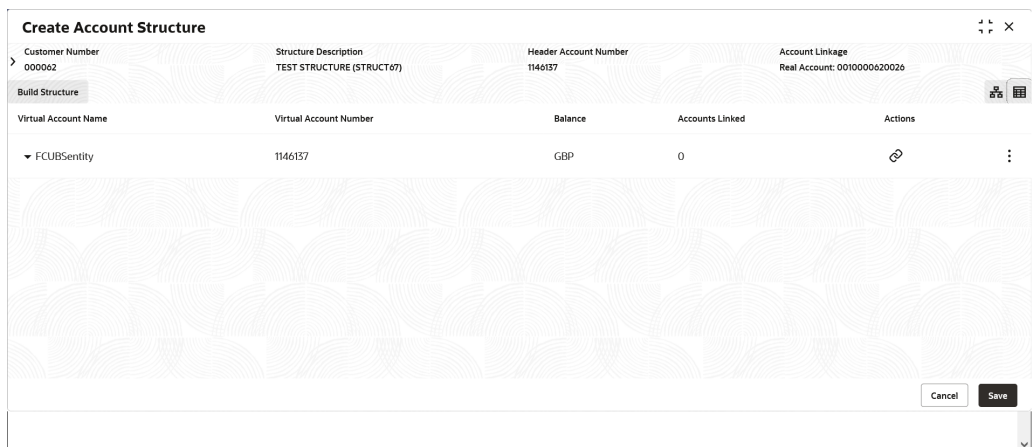 Create Account Structure
Customer Number Structure Description Header Account Number Account Linkage
000062 TEST STRUCTURE (STRUCT67) 1146137 Real Account: 0010000620026
Build Structure
Virtual Account Name Virtual Account Number Balance Accounts Linked Actions
FCUBSentity 1146137 GBP 0
Cancel Save